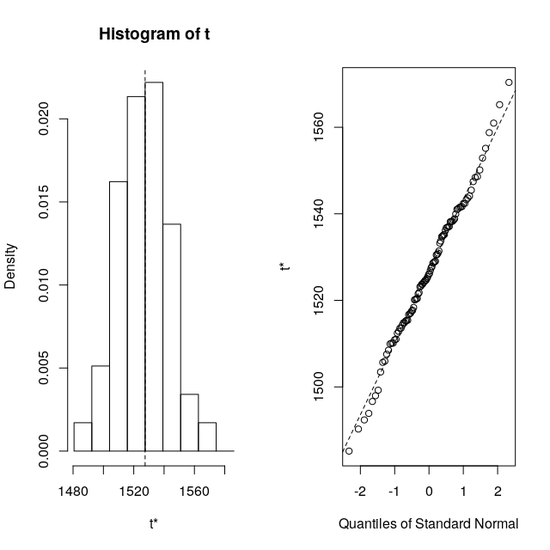 Histogram of t
Density
0.000 0.005 0.010 0.015 0.020
1480 1520 1560
t*
t*
1500 1520 1540 1560
-2 -1 0 1 2
Quantiles of Standard Normal